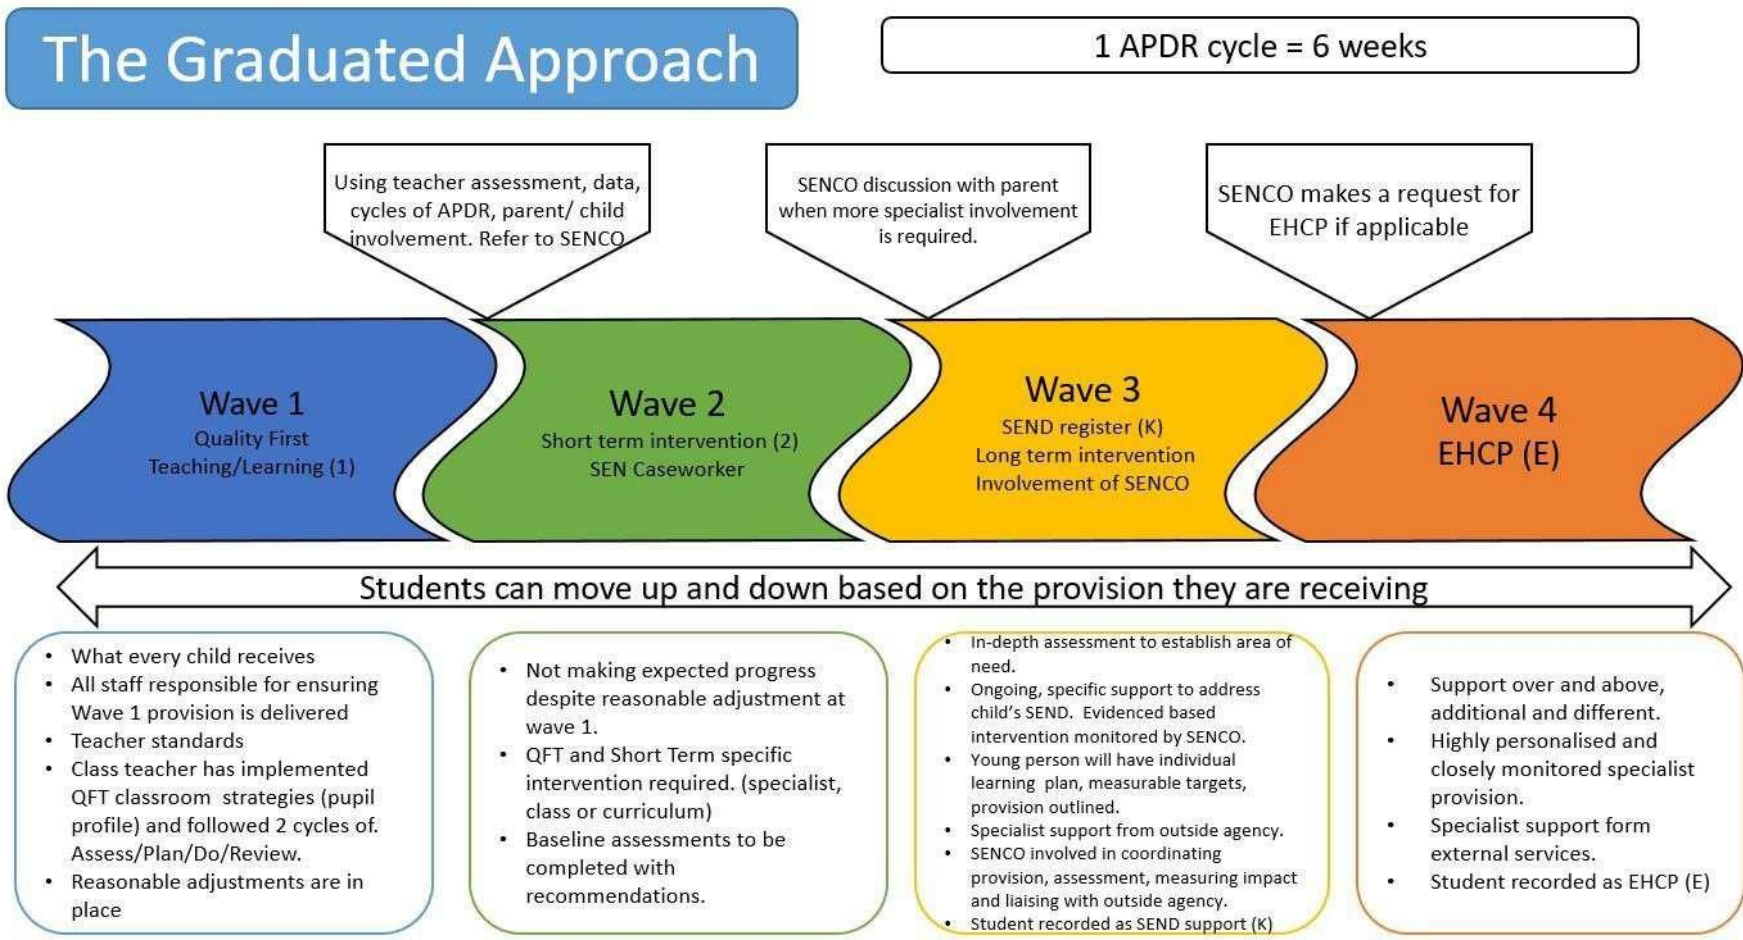 The Graduated Approach
1 APDR cycle = 6 weeks
Using teacher assessment, data,
cycles of APDR, parent/ child
involvement. Refer to SENCO
SENCO discussion with parent
when more specialist involvement
is required.
SENCO makes a request for
EHCP if applicable
Wave 1
Quality First
Teaching/Learning (1)
Wave 2
Short term intervention (2)
SEN Caseworker
Wave 3
SEND register (K)
Long term intervention
Involvement of SENCO
Wave 4
EHCP (E)
Students can move up and down based on the provision they are receiving
• What every child receives
• All staff responsible for ensuring
Wave 1 provision is delivered
• Teacher standards
• Class teacher has implemented
QFT classroom strategies (pupil
profile) and followed 2 cycles of.
Assess/Plan/Do/Review.
• Reasonable adjustments are in
place
• Not making expected progress
despite reasonable adjustment at
wave 1.
• QFT and Short Term specific
intervention required. (specialist,
class or curriculum)
• Baseline assessments to be
completed with
recommendations.
• In-depth assessment to establish area of
need.
• Ongoing, specific support to address
child's SEND. Evidenced based
intervention monitored by SENCO.
• Young person will have individual
learning plan, measurable targets,
provision outlined.
• Specialist support from outside agency.
• SENCO involved in coordinating
provision, assessment, measuring impact
and liaising with outside agency.
• Student recorded as SEND support (K)
• Support over and above,
additional and different.
• Highly personalised and
closely monitored specialist
provision.
• Specialist support form
external services.
• Student recorded as EHCP (E)